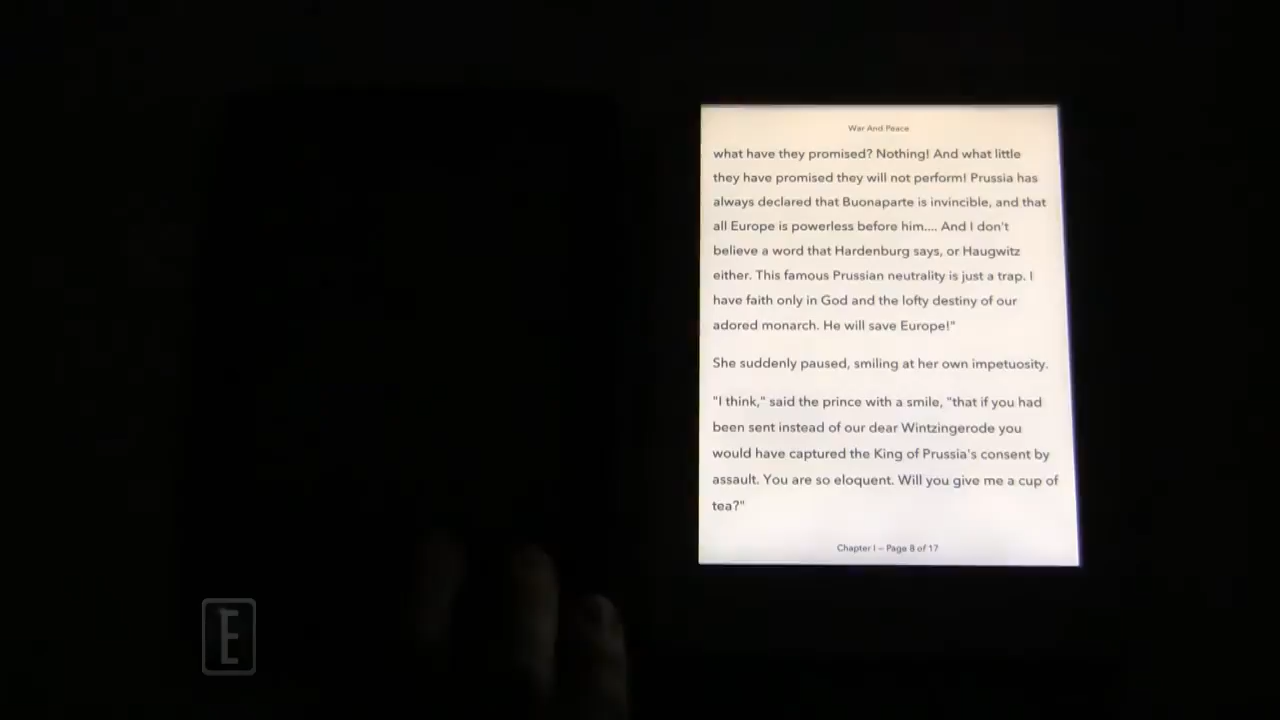 War And Peace
what have they promised? Nothing! And what little
they have promised they will not perform! Prussia has
always declared that Buonaparte is invincible, and that
all Europe is powerless before him.... And I don't
believe a word that Hardenburg says, or Haugwitz
either. This famous Prussian neutrality is just a trap. I
have faith only in God and the lofty destiny of our
adored monarch. He will save Europe!"
She suddenly paused, smiling at her own impetuosity.
"I think," said the prince with a smile, "that if you had
been sent instead of our dear Wintzingerode you
would have captured the King of Prussia's consent by
assault. You are so eloquent. Will you give me a cup of
tea?"
Chapter I – Page 8 of 17
E